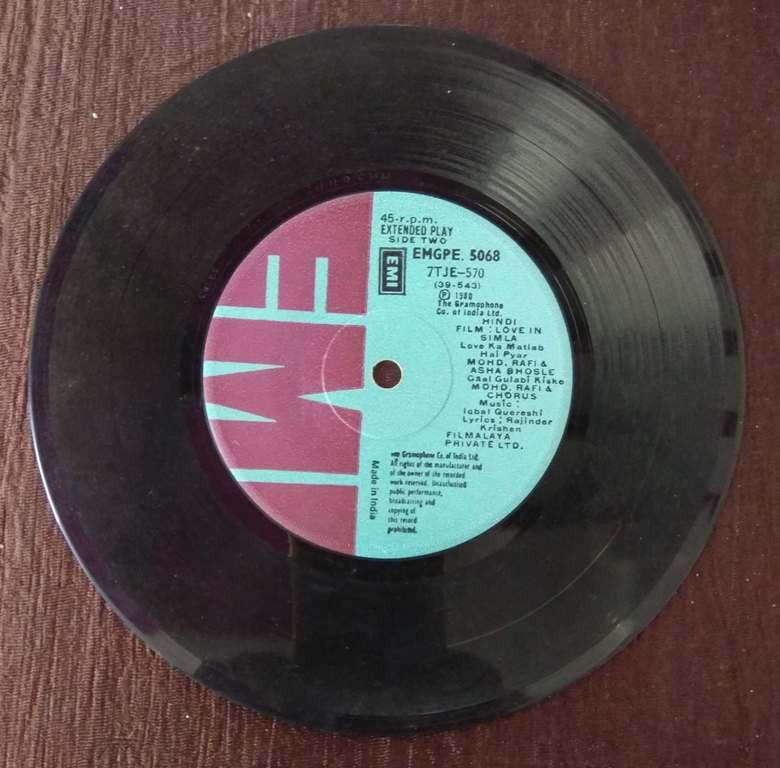 45-r.p.m.
EXTENDED PLAY
SIDE TWO
EMI
EMGPE. 5068
7TJE-570
(39-543)
Ⓟ 1980
The Gramophone
Co. of India Ltd.
HINDI
FILM : LOVE IN
SIMLA
Love Ka Matlab
Hai Pyar
MOHD. RAFI &
ASHA BHOSLE
Gaal Gulabi Kiske
MOHD. RAFI &
CHORUS
Music :
Iqbal Quereshi
Lyrics : Rajinder
Krishen
FILMALAYA
PRIVATE LTD.
Gramophone Co. of India Ltd.
All rights of the manufacturer and
of the owner of the recorded
work reserved. Unauthorised
public performance,
broadcasting and
copying of
this record
prohibited.
Made in India
EMI